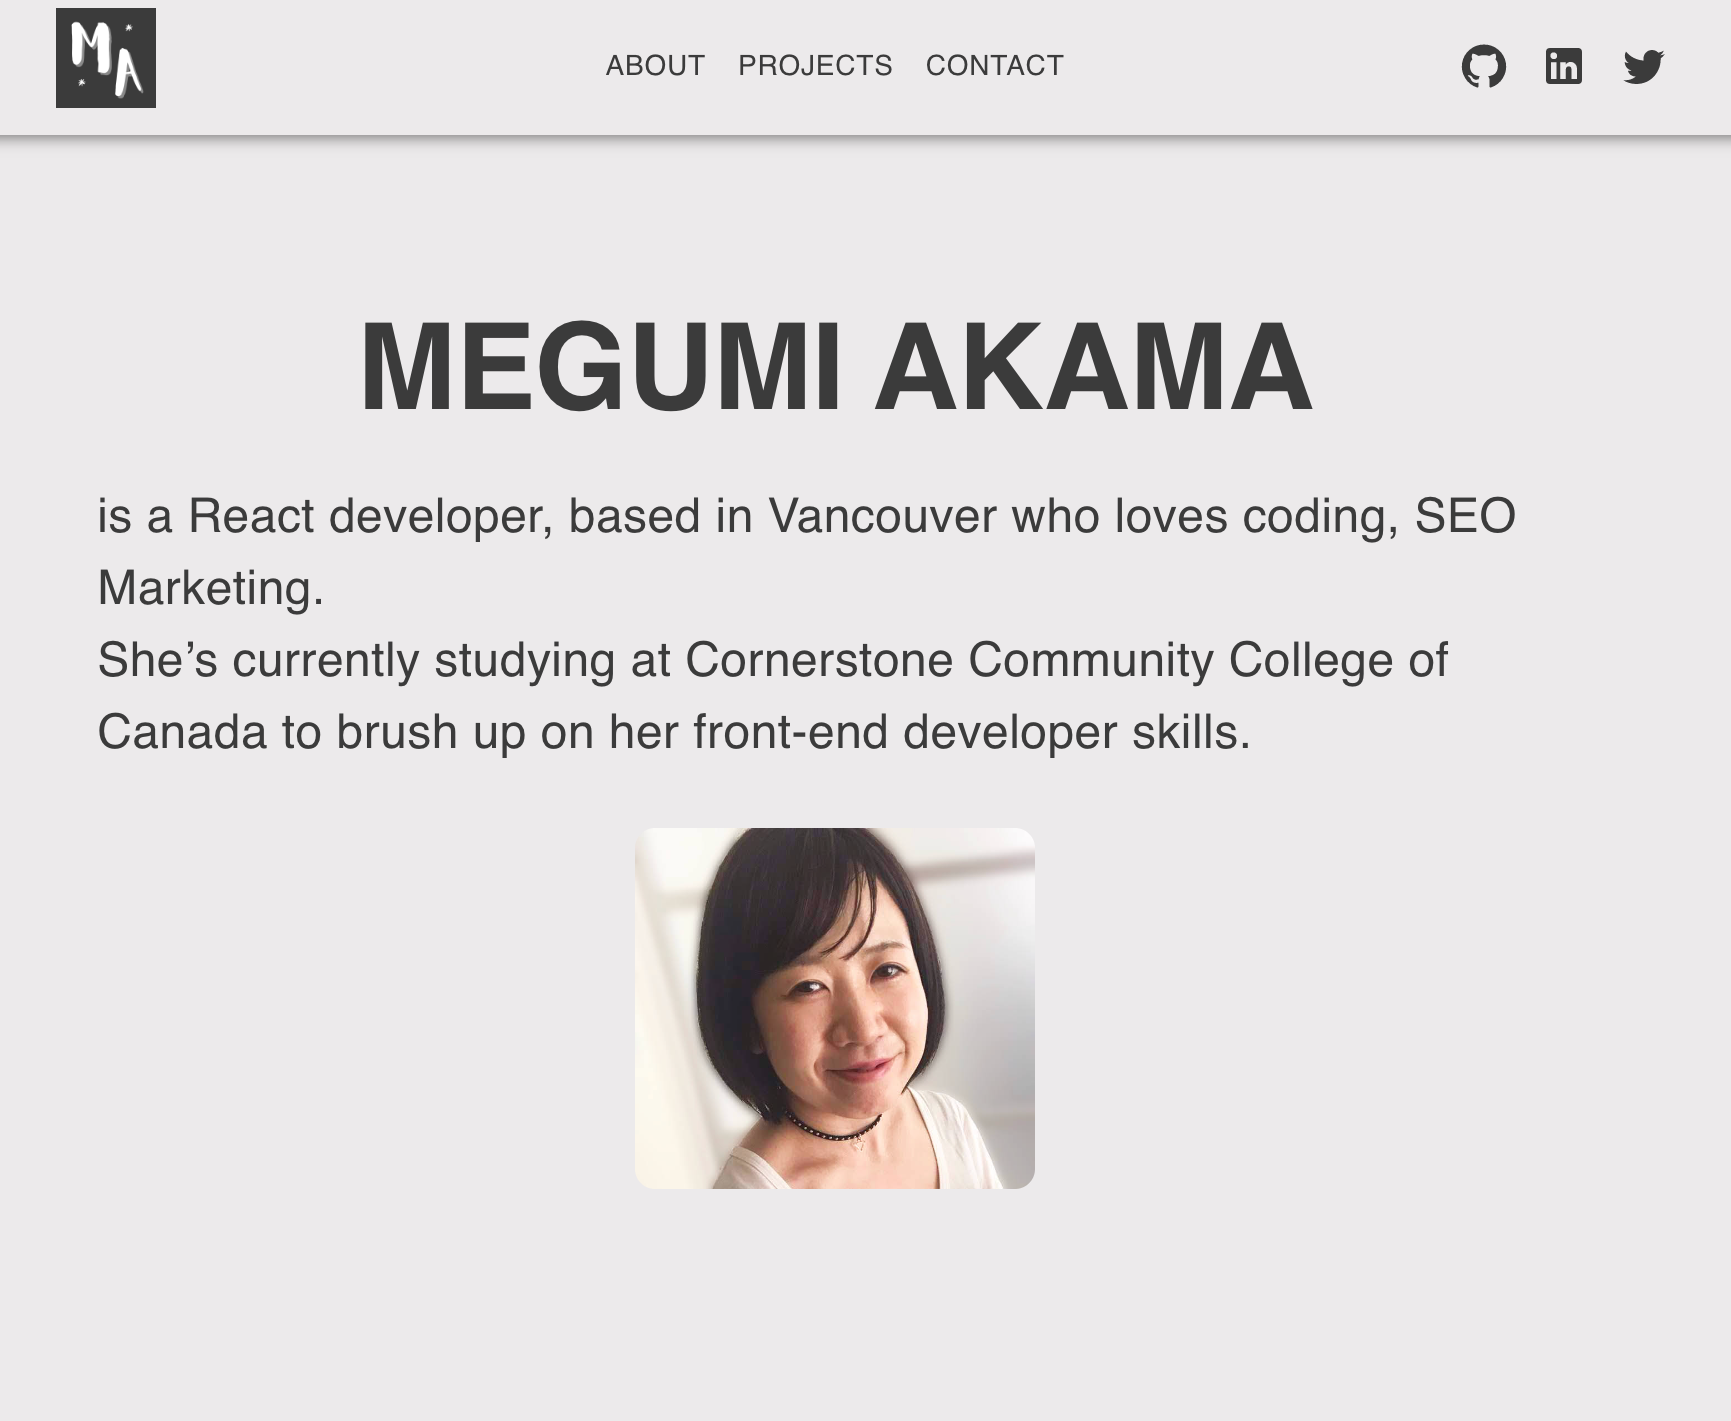 MA
ABOUT PROJECTS CONTACT
in
MEGUMI AKAMA
is a React developer, based in Vancouver who loves coding, SEO
Marketing.
She’s currently studying at Cornerstone Community College of
Canada to brush up on her front-end developer skills.